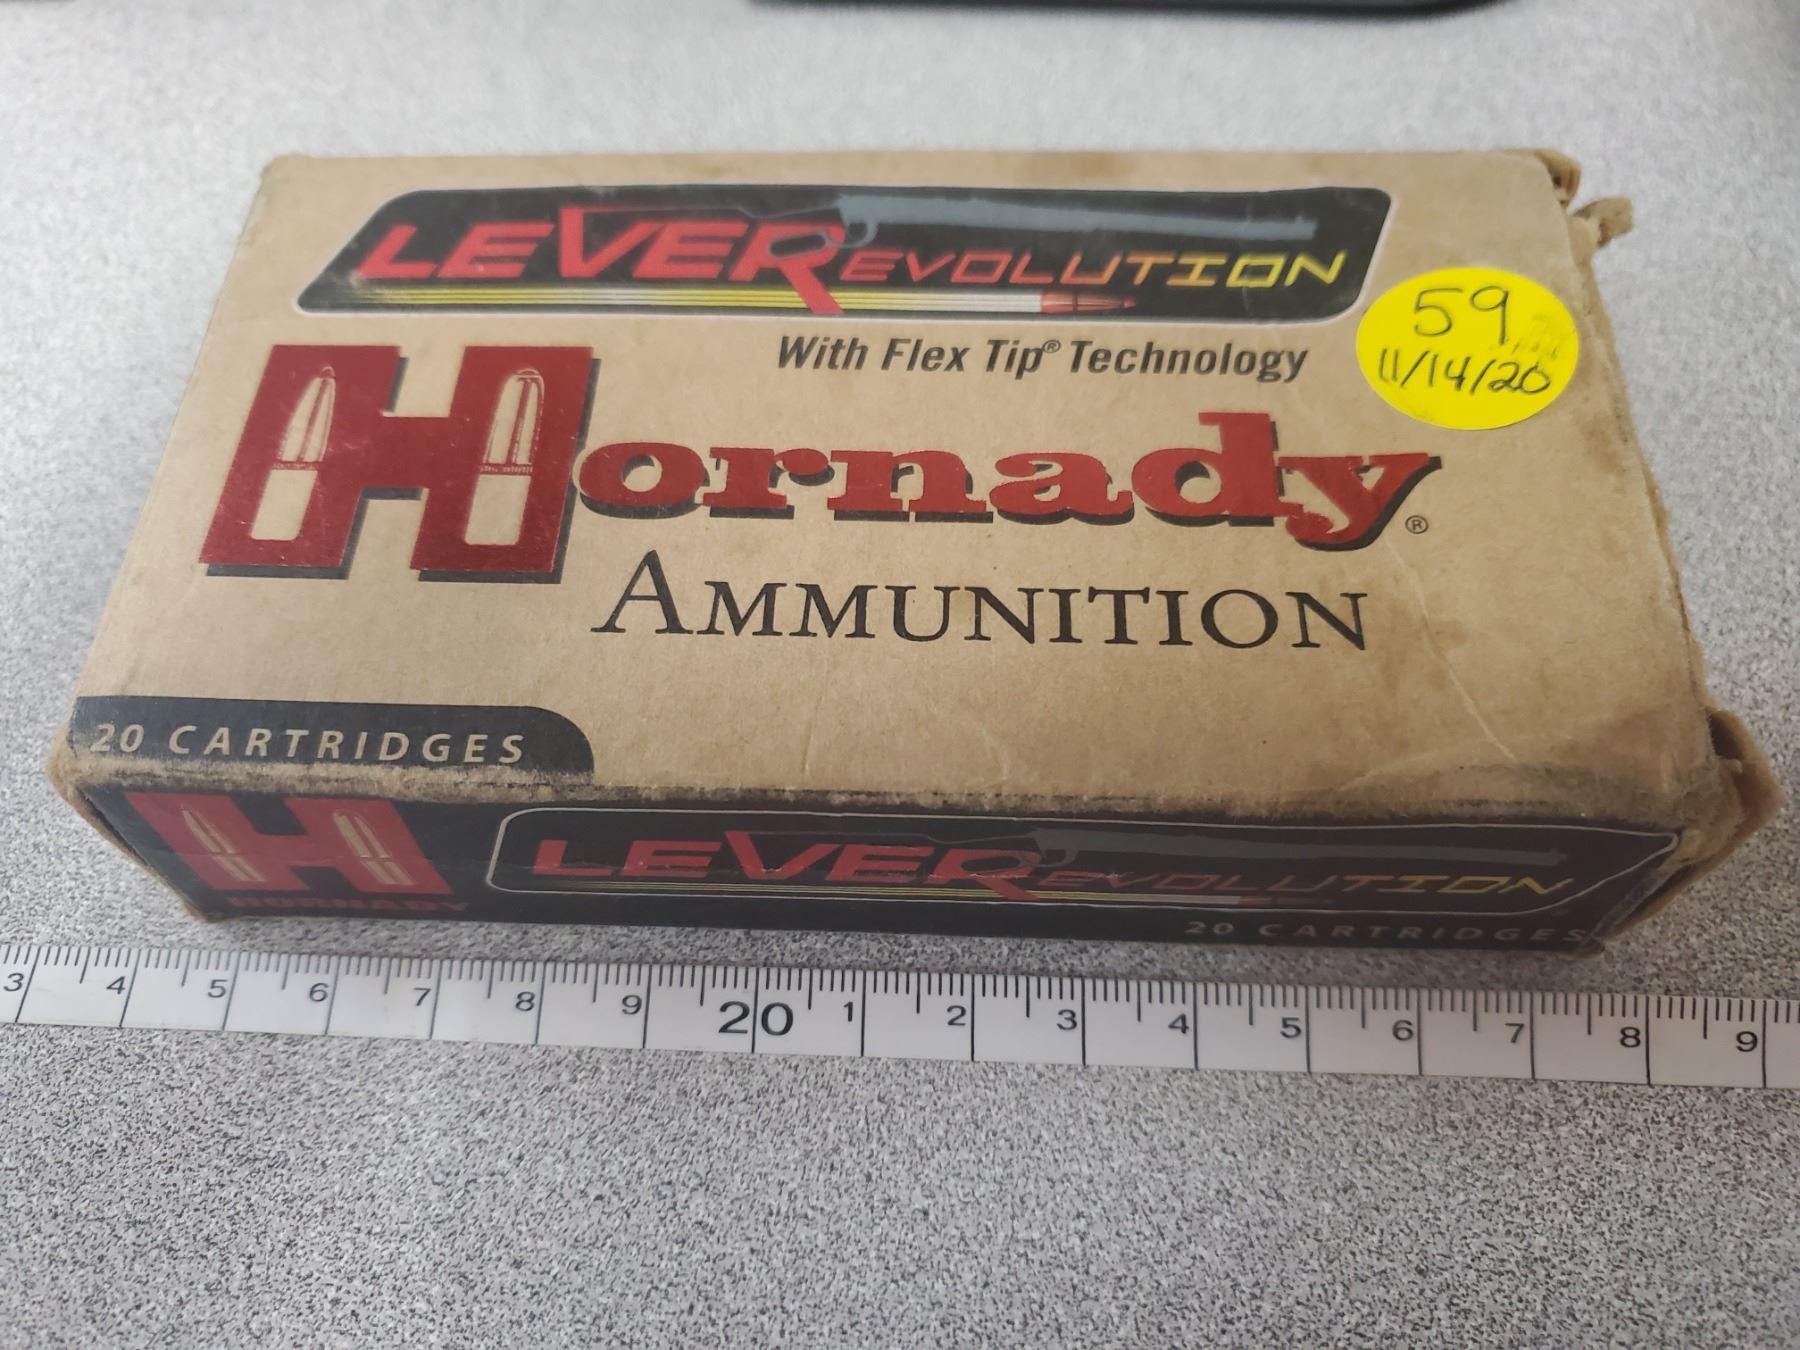 LEVEREVOLUTION
With Flex Tip® Technology
59
11/14/20
Hornady®
AMMUNITION
20 CARTRIDGES
HORNADY
LEVEREVOLUTION
20 CARTRIDGES
3 4 5 6 7 8 9 20 1 2 3 4 5 6 7 8 9